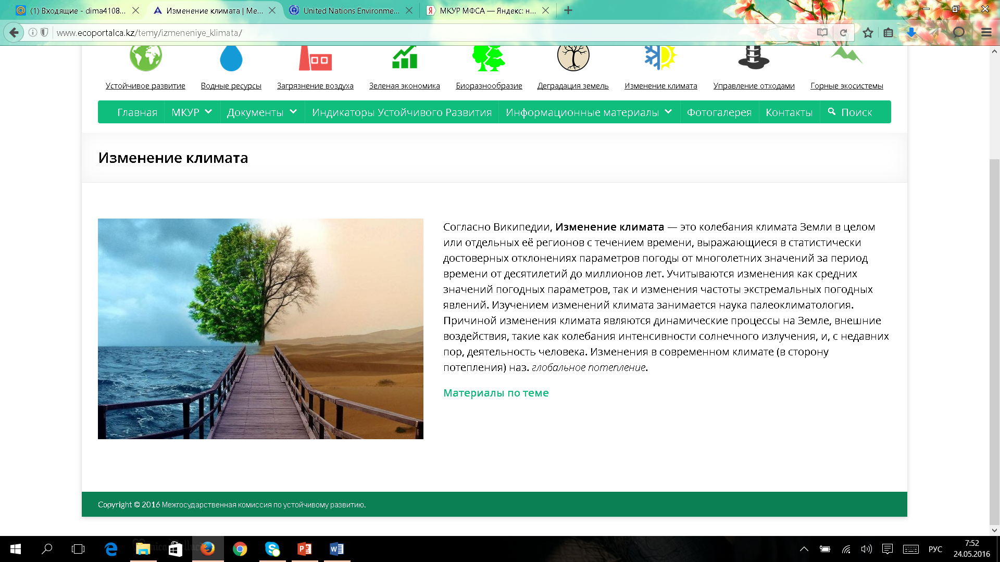 (1) Входящие - dima4108...
Изменение климата | Ме...
United Nations Environme...
МКУР МФСА — Яндекс: н...
www.ecoportalca.kz/temy/izmeneniye_klimata/
Устойчивое развитие
Водные ресурсы
Загрязнение воздуха
Зеленая экономика
Биоразнообразие
Деградация земель
Изменение климата
Управление отходами
Горные экосистемы
Главная
МКУР
Документы
Индикаторы Устойчивого Развития
Информационные материалы
Фотогалерея
Контакты
Поиск
Изменение климата
Согласно Википедии, Изменение климата — это колебания климата Земли в целом
или отдельных её регионов с течением времени, выражающиеся в статистически
достоверных отклонениях параметров погоды от многолетних значений за период
времени от десятилетий до миллионов лет. Учитываются изменения как средних
значений погодных параметров, так и изменения частоты экстремальных погодных
явлений. Изучением изменений климата занимается наука палеоклиматология.
Причиной изменения климата являются динамические процессы на Земле, внешние
воздействия, такие как колебания интенсивности солнечного излучения, и, с недавних
пор, деятельность человека. Изменения в современном климате (в сторону
потепления) наз. глобальное потепление.
Материалы по теме
Copyright © 2016 Межгосударственная комиссия по устойчивому развитию.
РУС
7:52
24.05.2016